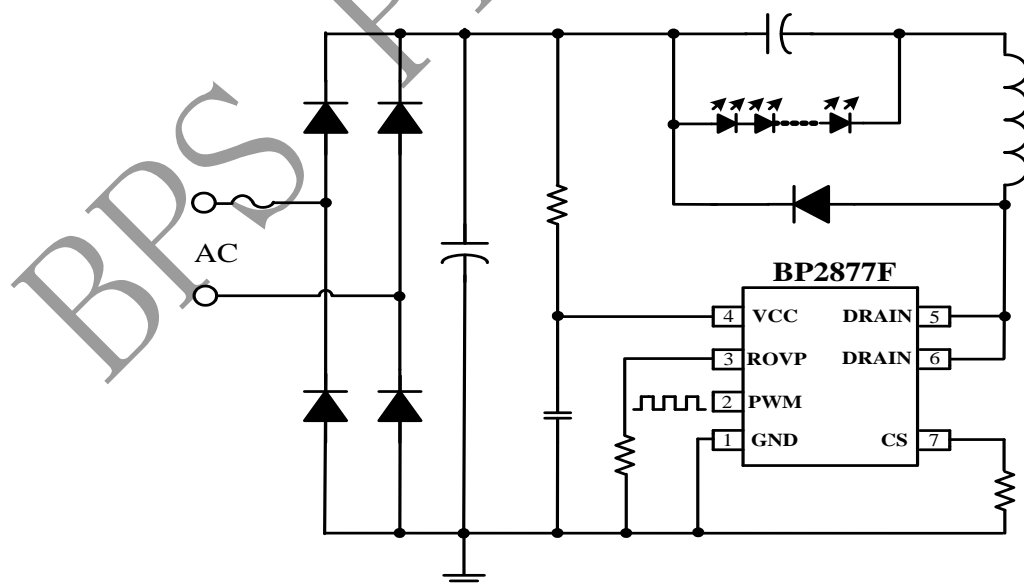 BPS
AC
BP2877F
4 VCC DRAIN 5
3 ROVP DRAIN 6
2 PWM
1 GND CS 7